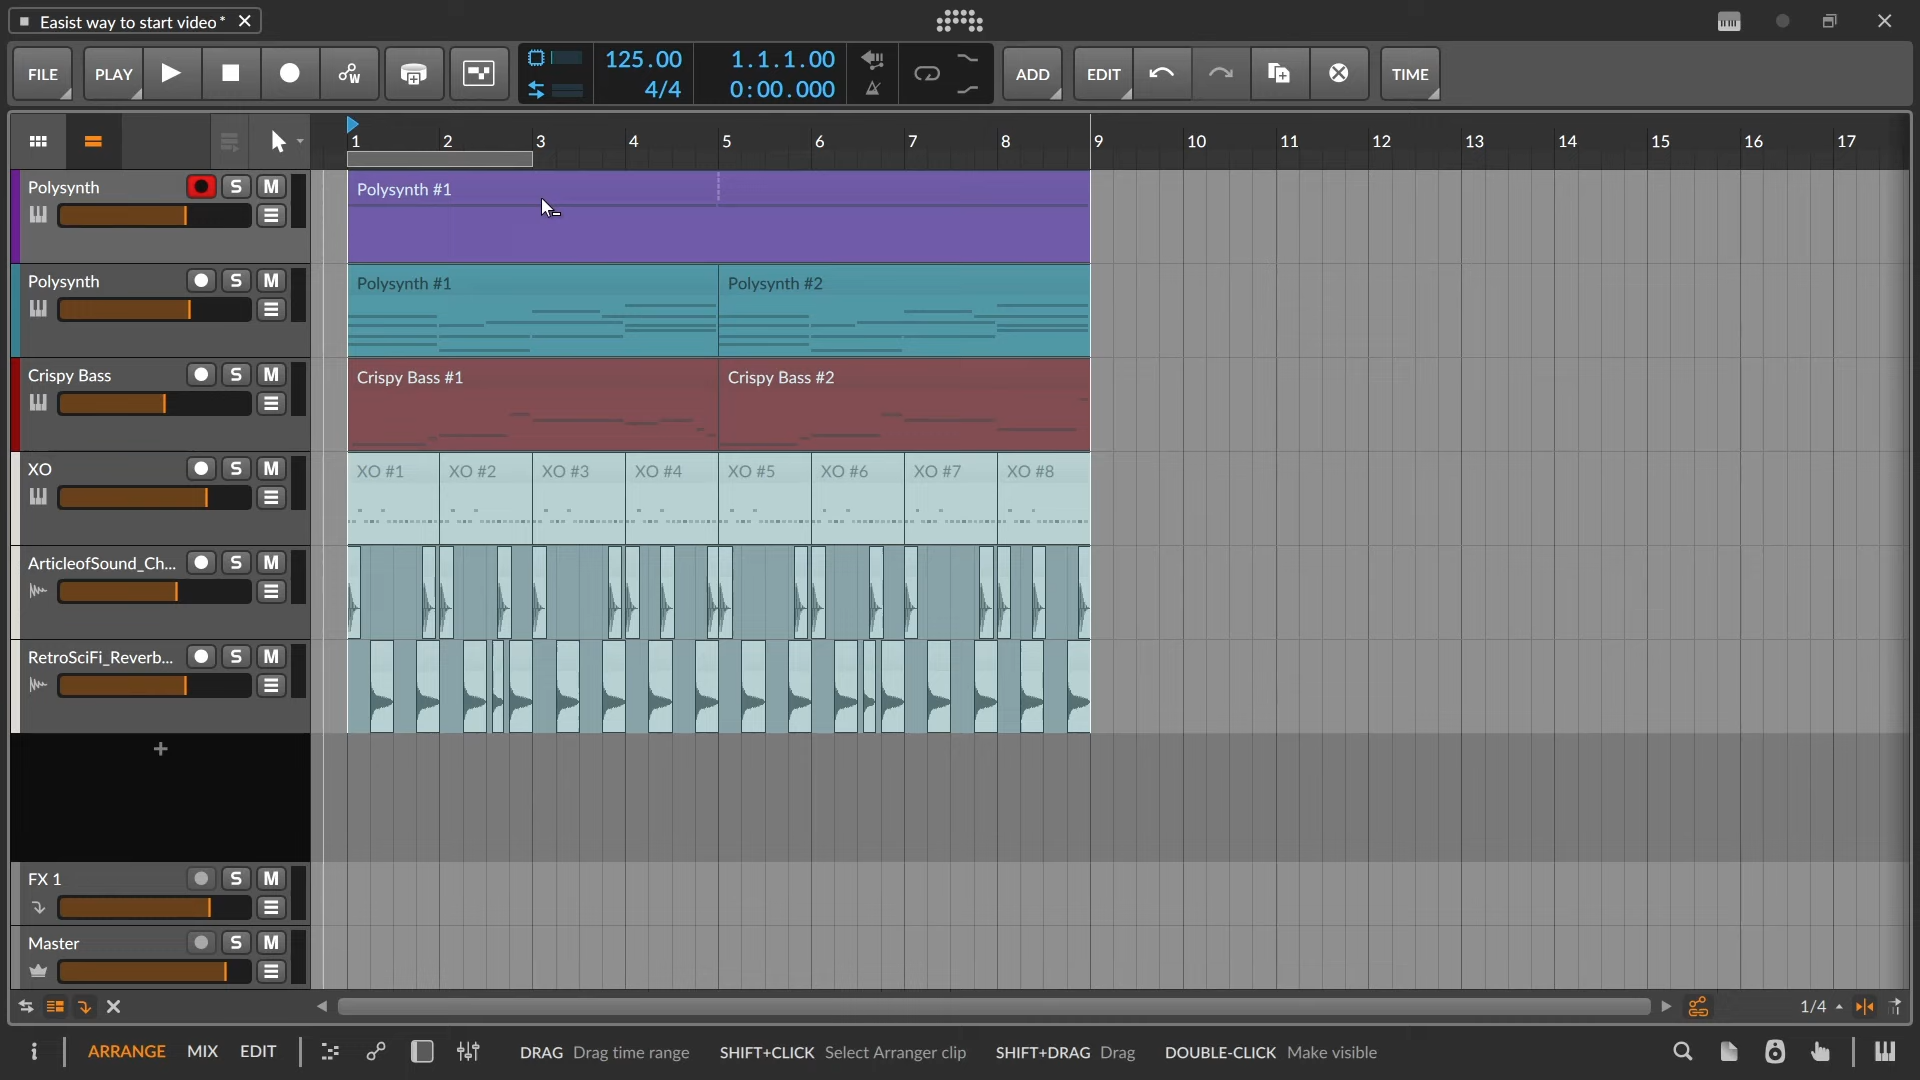 Easist way to start video*
FILE PLAY 125.00 4/4 1.1.1.00 0:00.000 ADD EDIT TIME
1 2 3 4 5 6 7 8 9 10 11 12 13 14 15 16 17
Polysynth S M Polysynth #1
Polysynth S M Polysynth #1 Polysynth #2
Crispy Bass S M Crispy Bass #1 Crispy Bass #2
XO S M XO #1 XO #2 XO #3 XO #4 XO #5 XO #6 XO #7 XO #8
ArticleofSound_Ch... S M
RetroSciFi_Reverb... S M
+
FX 1 S M
Master S M
1/4
i ARRANGE MIX EDIT DRAG Drag time range SHIFT+CLICK Select Arranger clip SHIFT+DRAG Drag DOUBLE-CLICK Make visible